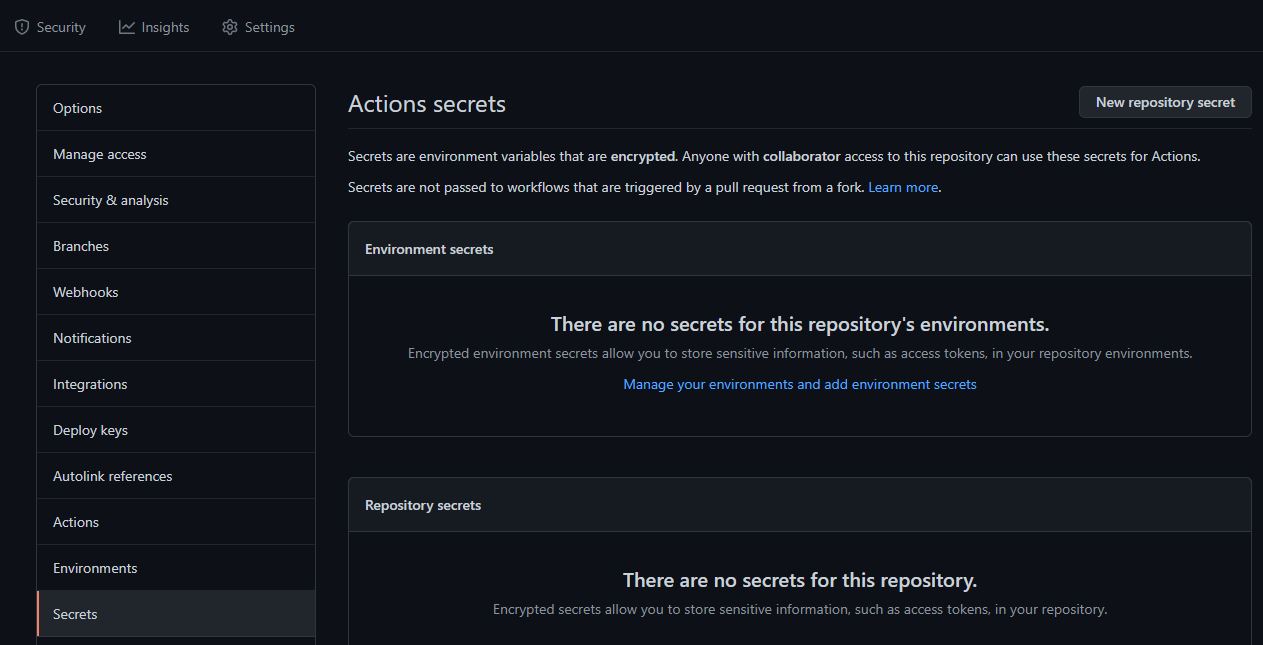 Security
Insights
Settings
Options
Manage access
Security & analysis
Branches
Webhooks
Notifications
Integrations
Deploy keys
Autolink references
Actions
Environments
Secrets
Actions secrets
New repository secret
Secrets are environment variables that are encrypted. Anyone with collaborator access to this repository can use these secrets for Actions.
Secrets are not passed to workflows that are triggered by a pull request from a fork. Learn more.
Environment secrets
There are no secrets for this repository's environments.
Encrypted environment secrets allow you to store sensitive information, such as access tokens, in your repository environments.
Manage your environments and add environment secrets
Repository secrets
There are no secrets for this repository.
Encrypted secrets allow you to store sensitive information, such as access tokens, in your repository.